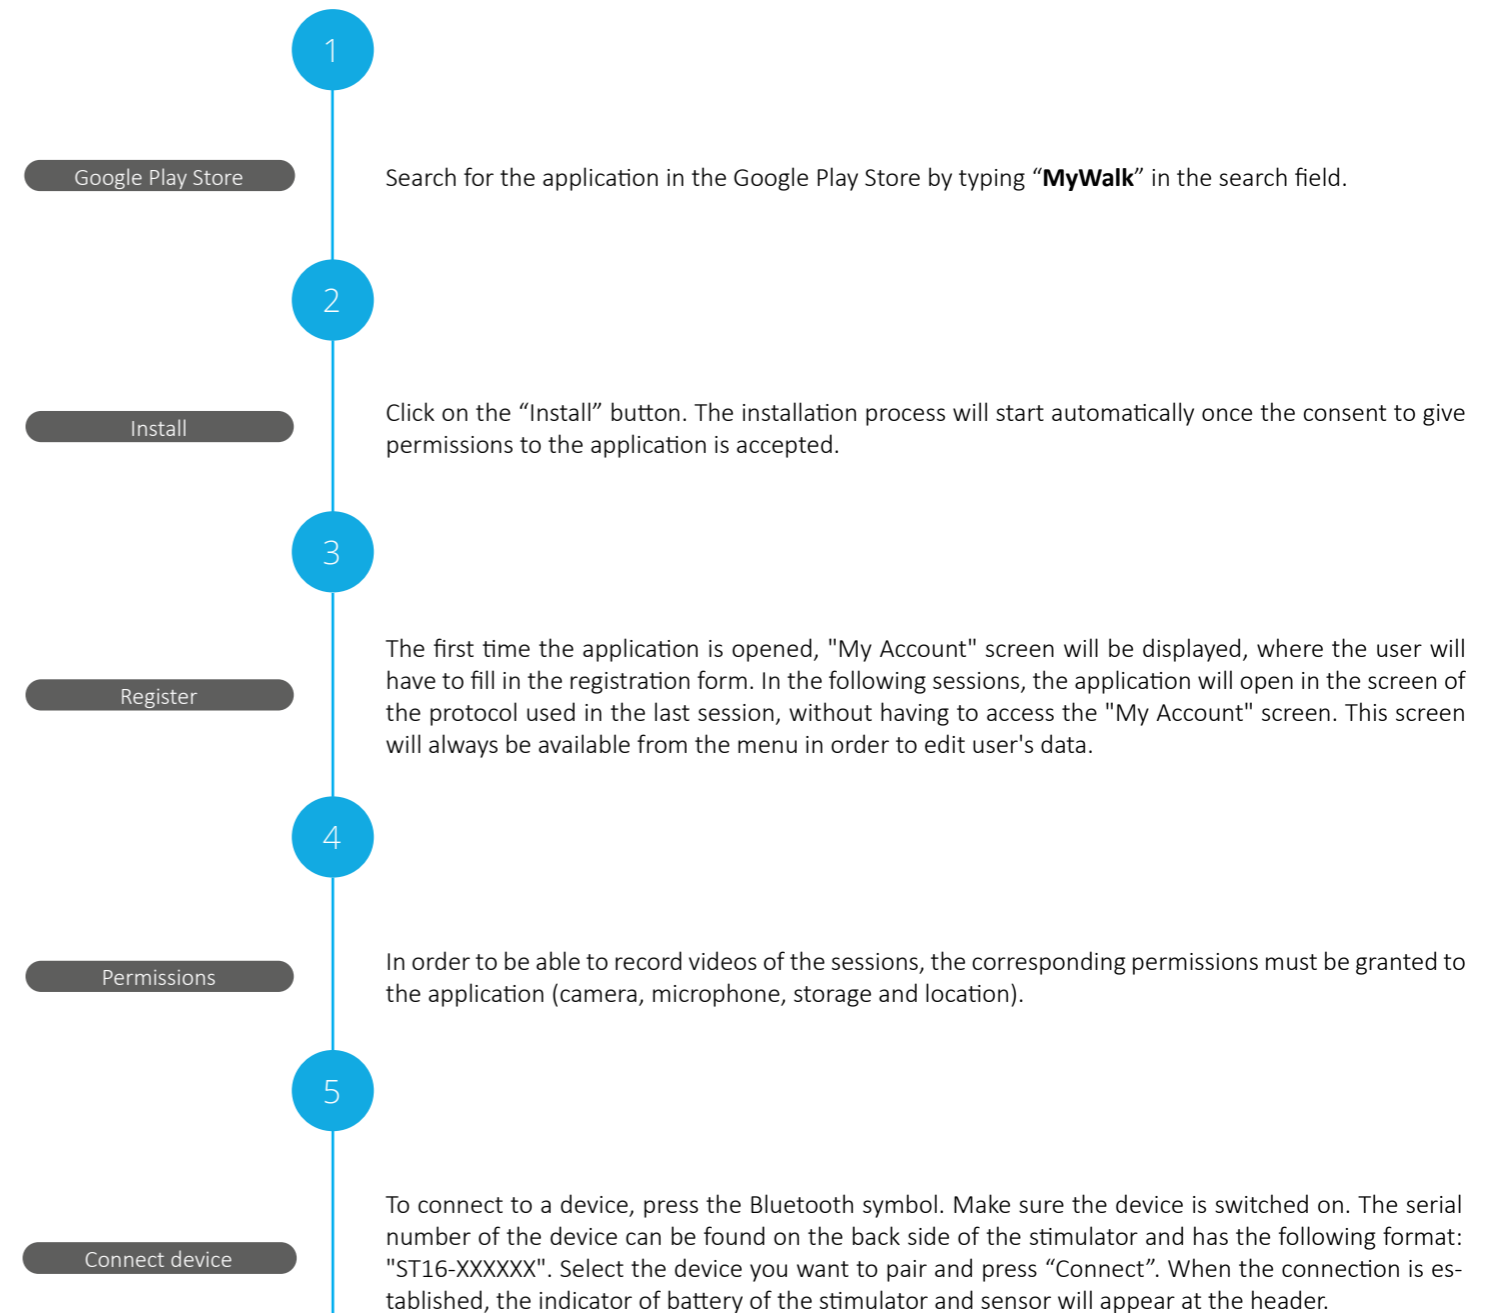 1
Google Play Store
Search for the application in the Google Play Store by typing “MyWalk” in the search field.
2
Install
Click on the “Install” button. The installation process will start automatically once the consent to give
permissions to the application is accepted.
3
Register
The first time the application is opened, "My Account" screen will be displayed, where the user will
have to fill in the registration form. In the following sessions, the application will open in the screen of
the protocol used in the last session, without having to access the "My Account" screen. This screen
will always be available from the menu in order to edit user's data.
4
Permissions
In order to be able to record videos of the sessions, the corresponding permissions must be granted to
the application (camera, microphone, storage and location).
5
Connect device
To connect to a device, press the Bluetooth symbol. Make sure the device is switched on. The serial
number of the device can be found on the back side of the stimulator and has the following format:
"ST16-XXXXXX". Select the device you want to pair and press “Connect”. When the connection is es-
tablished, the indicator of battery of the stimulator and sensor will appear at the header.